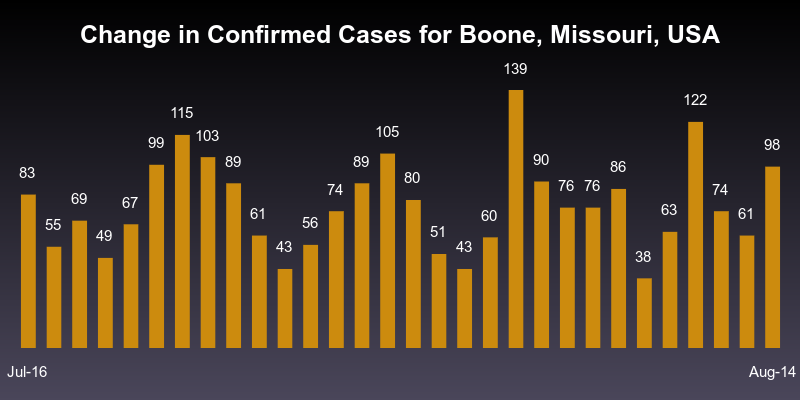 Change in Confirmed Cases for Boone, Missouri, USA
83 55 69 49 67 99 115 103 89 61 43 56 74 89 105 80 51 43 60 139 90 76 76 86 38 63 122 74 61 98
Jul-16 Aug-14